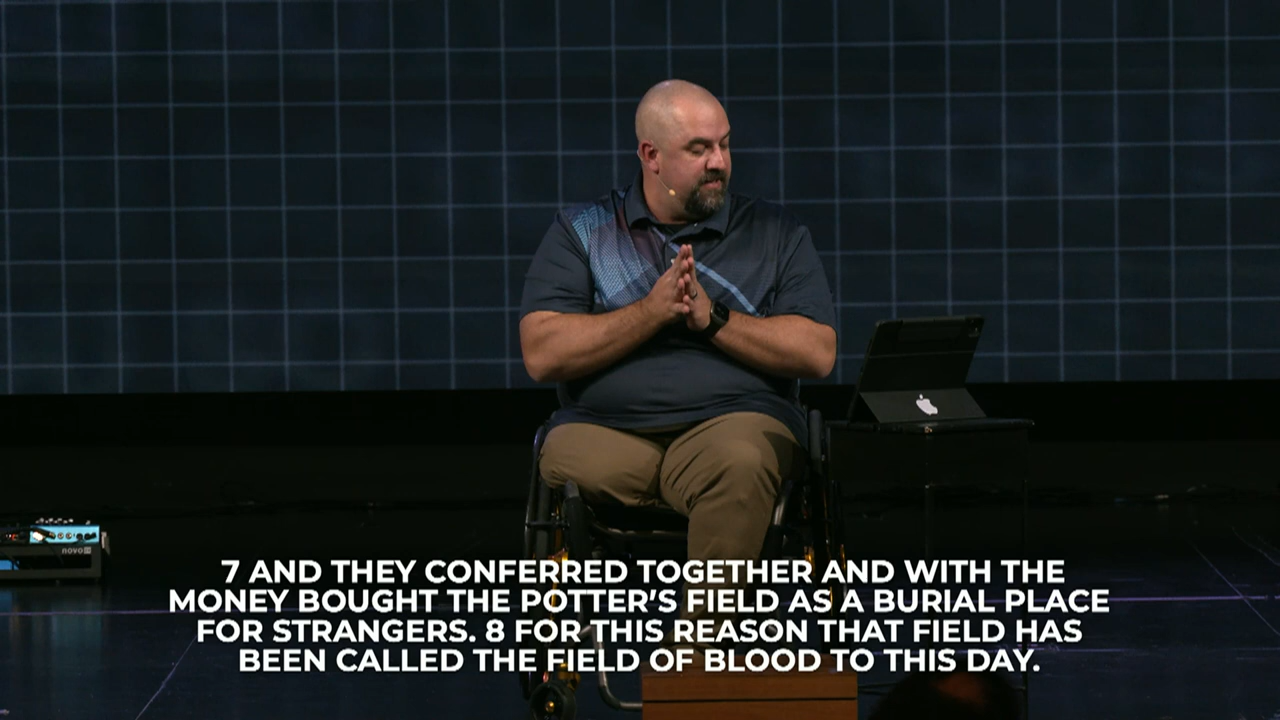 novo
7 AND THEY CONFERRED TOGETHER AND WITH THE
MONEY BOUGHT THE POTTER'S FIELD AS A BURIAL PLACE
FOR STRANGERS. 8 FOR THIS REASON THAT FIELD HAS
BEEN CALLED THE FIELD OF BLOOD TO THIS DAY.